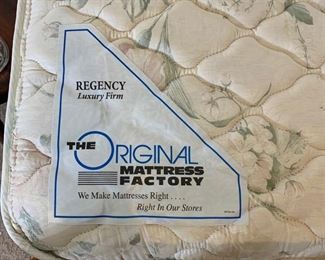 REGENCY
Luxury Firm
THE ORIGINAL
MATTRESS
FACTORY
We Make Mattresses Right . . . .
Right In Our Stores